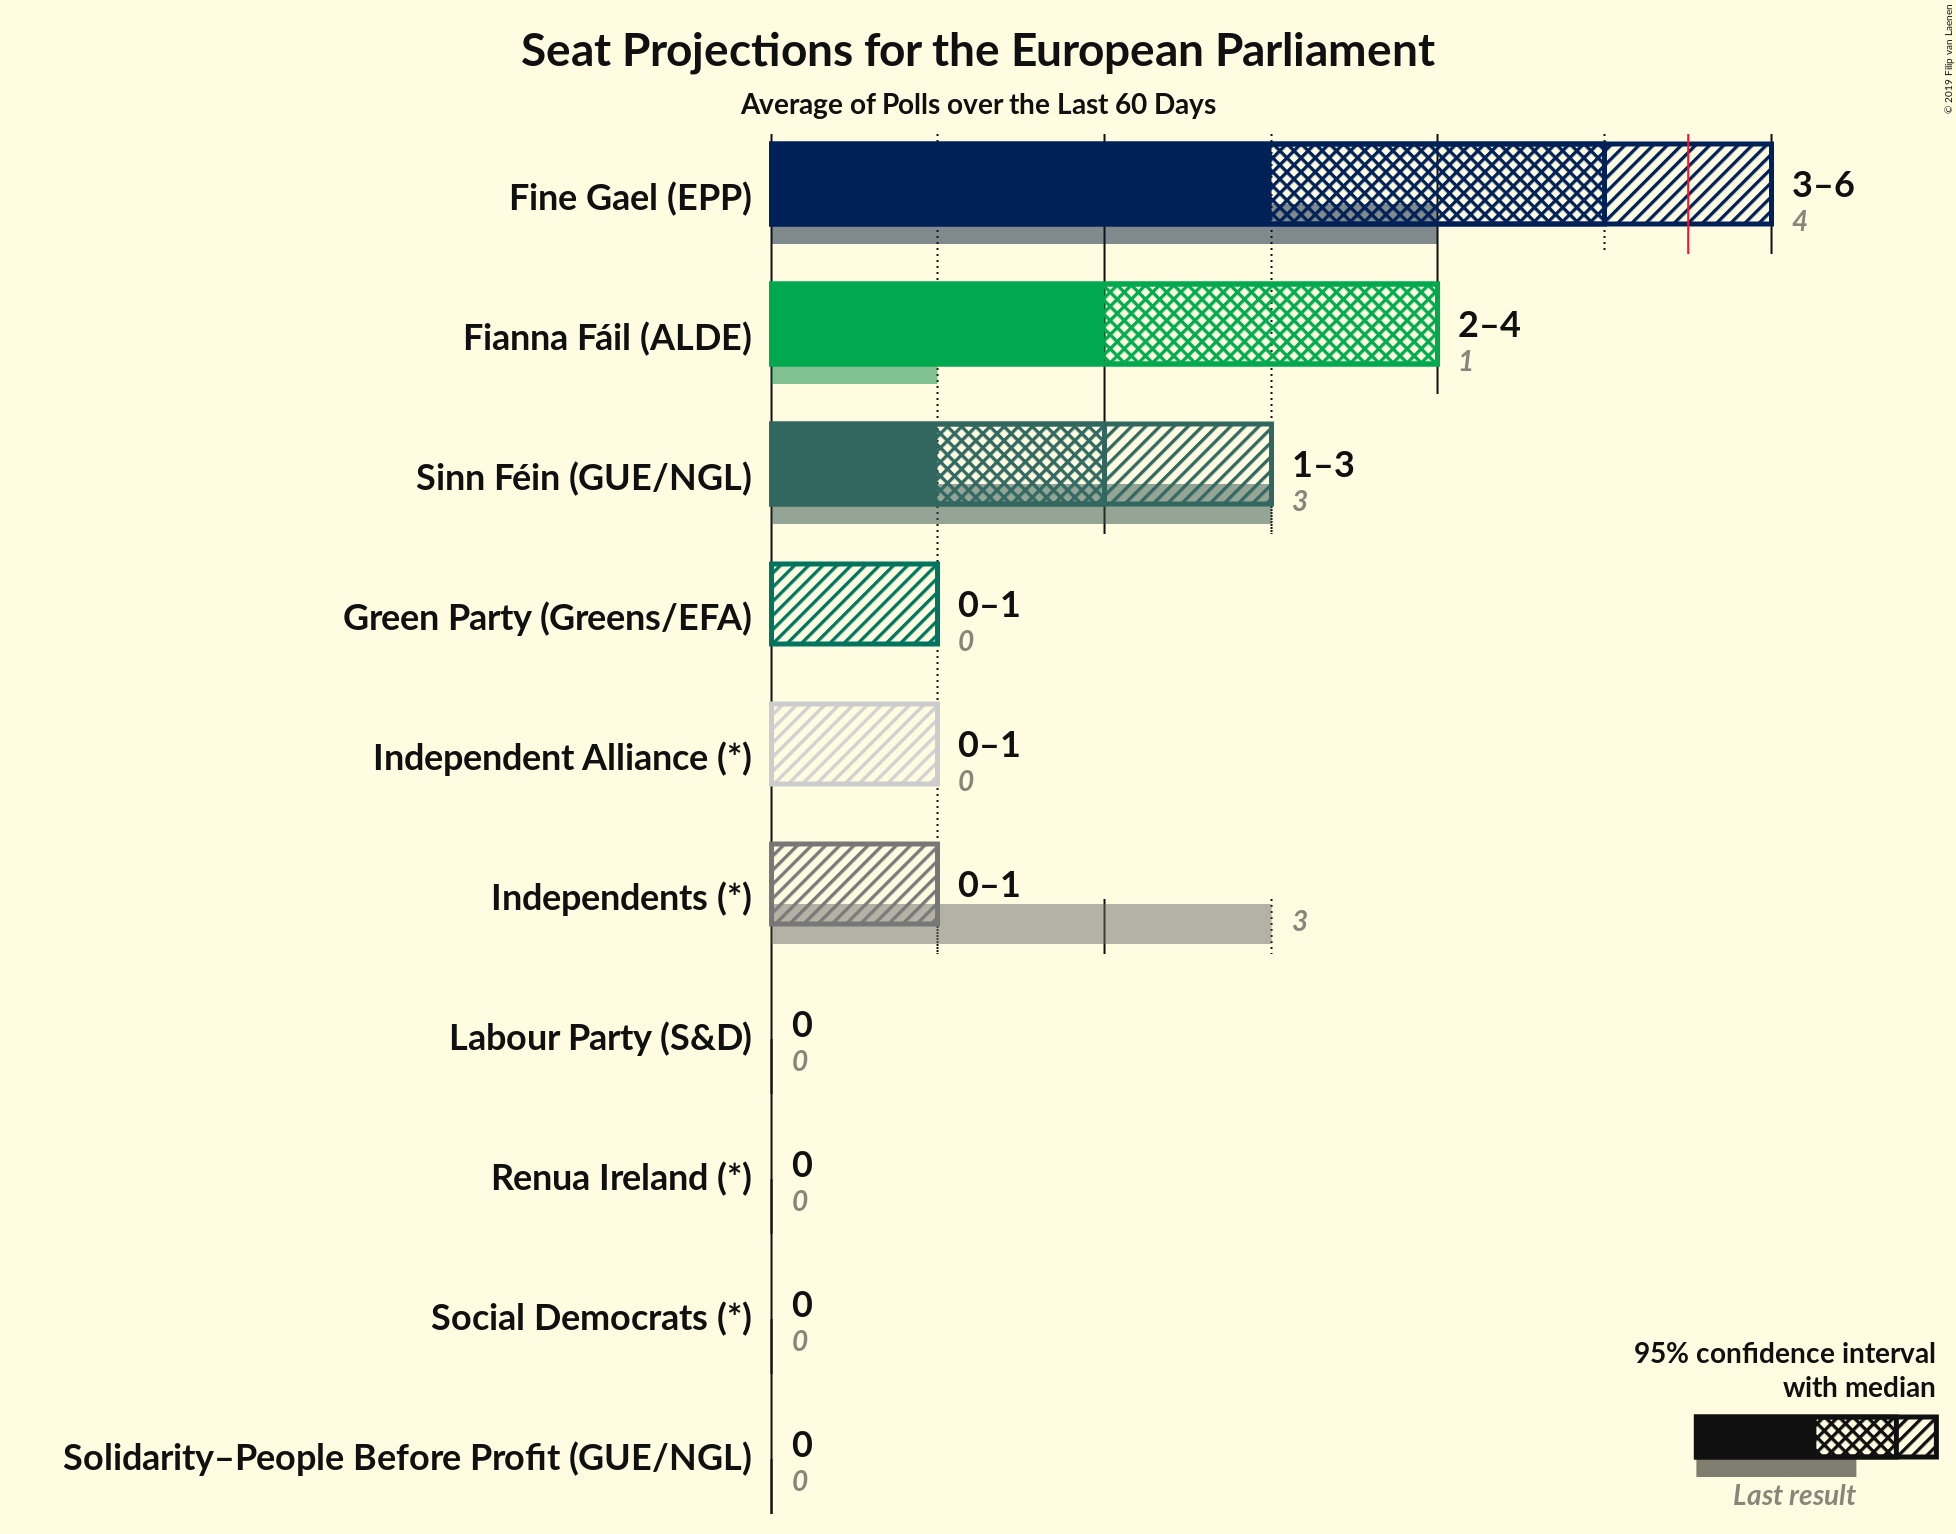 Seat Projections for the European Parliament
Average of Polls over the Last 60 Days
© 2019 Filip van Laenen
Fine Gael (EPP)
3–6
4
Fianna Fáil (ALDE)
2–4
1
Sinn Féin (GUE/NGL)
1–3
3
Green Party (Greens/EFA)
0–1
0
Independent Alliance (*)
0–1
0
Independents (*)
0–1
3
Labour Party (S&D)
0
0
Renua Ireland (*)
0
0
Social Democrats (*)
0
0
Solidarity–People Before Profit (GUE/NGL)
0
0
95% confidence interval
with median
Last result